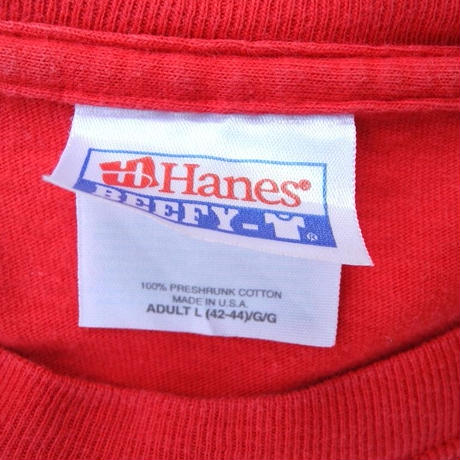 Hanes®
BEEFY-T®
100% PRESHRUNK COTTON
MADE IN U.S.A.
ADULT L (42-44)/G/G